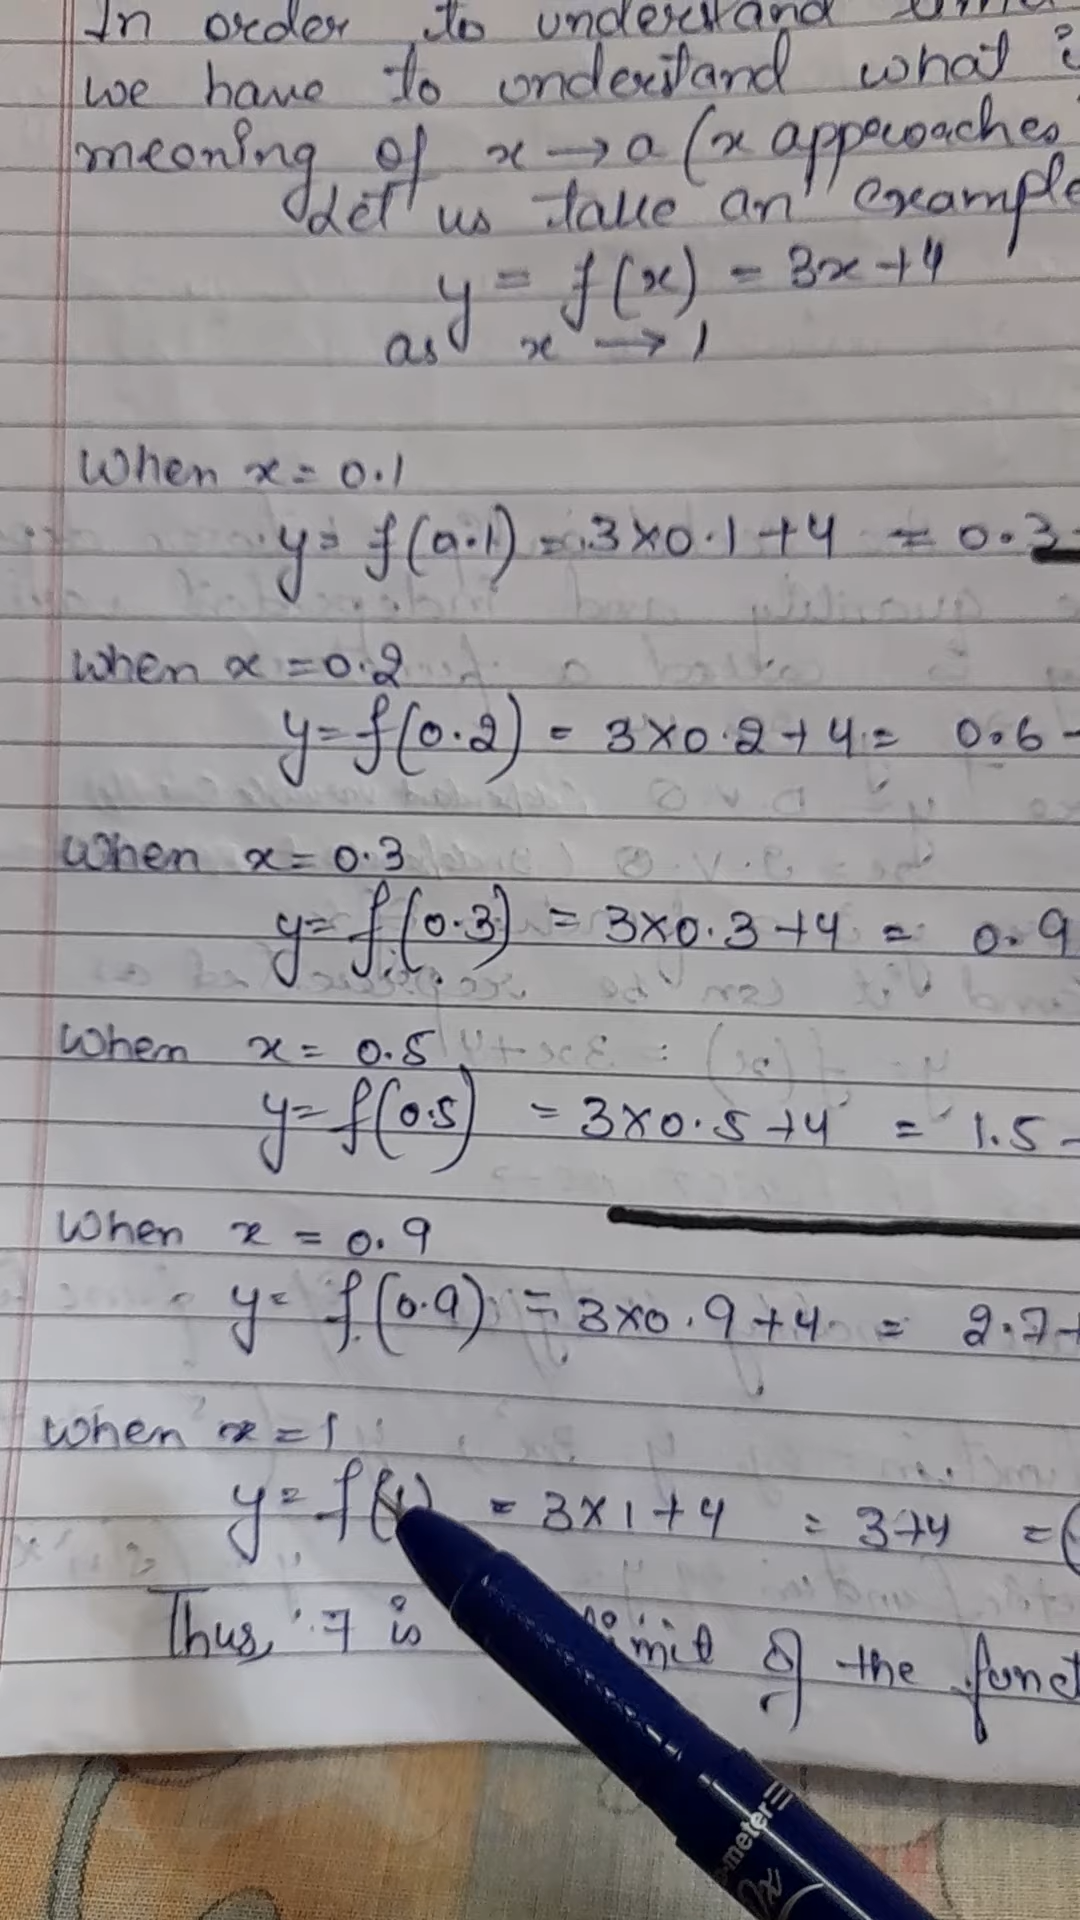 In order to understand
we have to understand what
meaning of x → a (x approaches
Let us take an example
y = f(x) = 3x+4
as x → 1
When x = 0.1
y = f(0.1) = 3×0.1+4 = 0.3
When x = 0.2
y = f(0.2) = 3×0.2+4 = 0.6 -
When x = 0.3
y = f(0.3) = 3×0.3+4 = 0.9
When x = 0.5
y = f(0.5) = 3×0.5+4 = 1.5 -
When x = 0.9
y = f(0.9) = 3×0.9+4 = 2.7+
When x = 1
y = f(1) = 3×1+4 = 3+4 =
Thus, 7 is of the
-meter